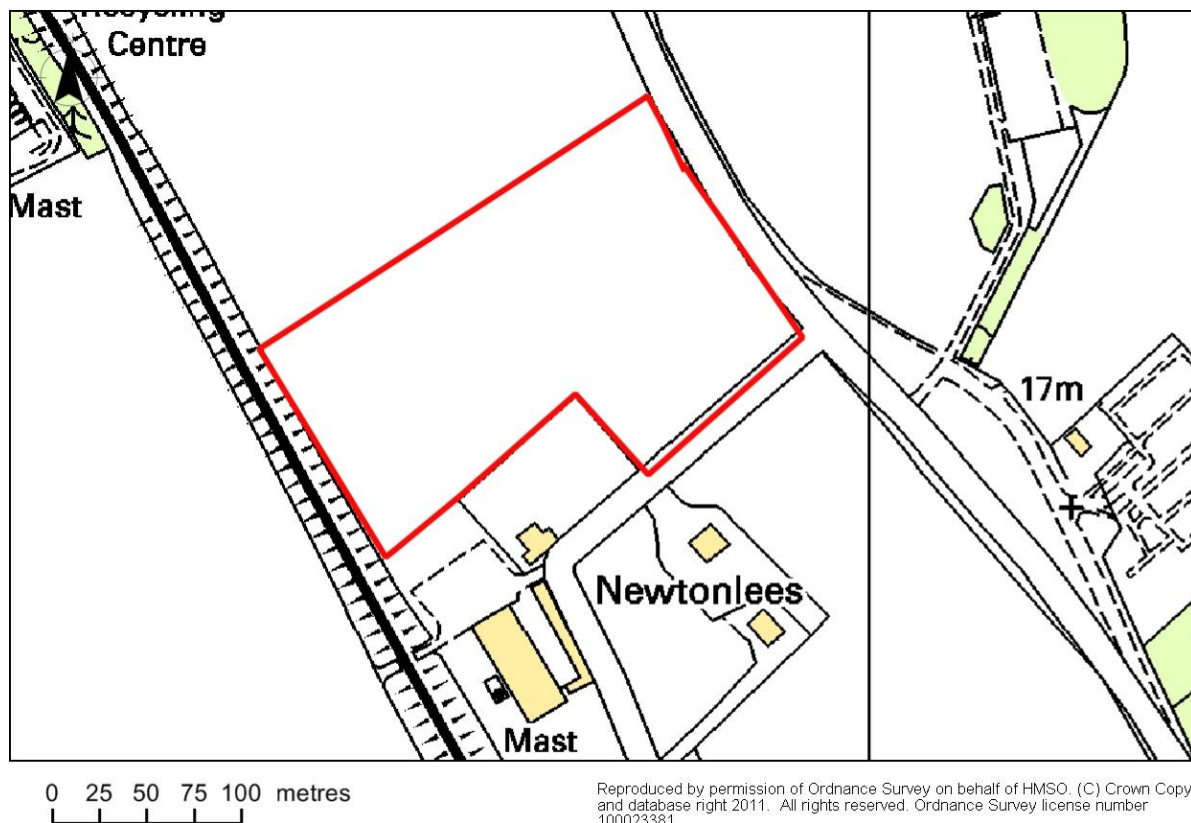 Centre
Mast
17m
Newtonlees
Mast
0 25 50 75 100 metres
Reproduced by permission of Ordnance Survey on behalf of HMSO. (C) Crown Copy
and database right 2011. All rights reserved. Ordnance Survey license number
100023381